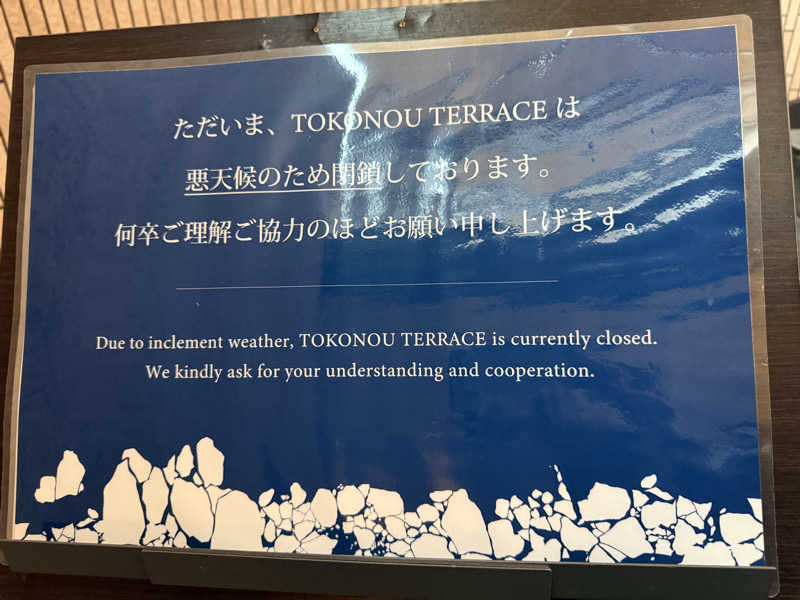 ただいま、TOKONOU TERRACE は
悪天候のため閉鎖しております。
何卒ご理解ご協力のほどお願い申し上げます。
Due to inclement weather, TOKONOU TERRACE is currently closed.
We kindly ask for your understanding and cooperation.